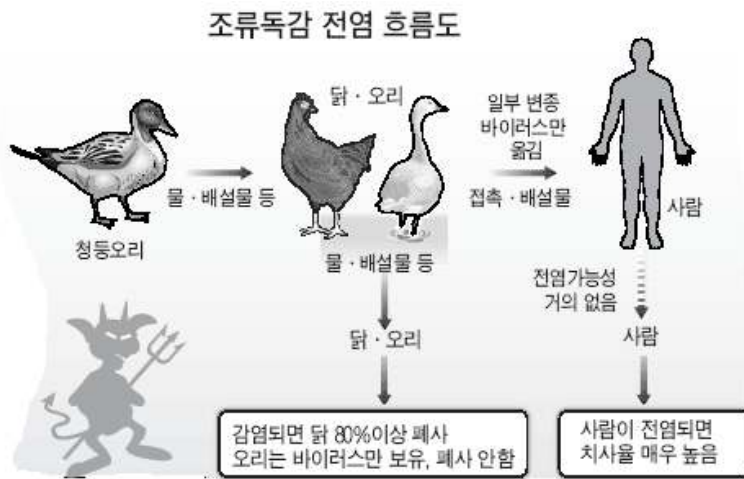 조류독감 전염 흐름도
닭 · 오리
일부 변종
바이러스만
옮김
물 · 배설물 등
접촉 · 배설물
사람
청둥오리
물 · 배설물 등
전염가능성
거의 없음
닭 · 오리
사람
감염되면 닭 80%이상 폐사
오리는 바이러스만 보유, 폐사 안함
사람이 전염되면
치사율 매우 높음